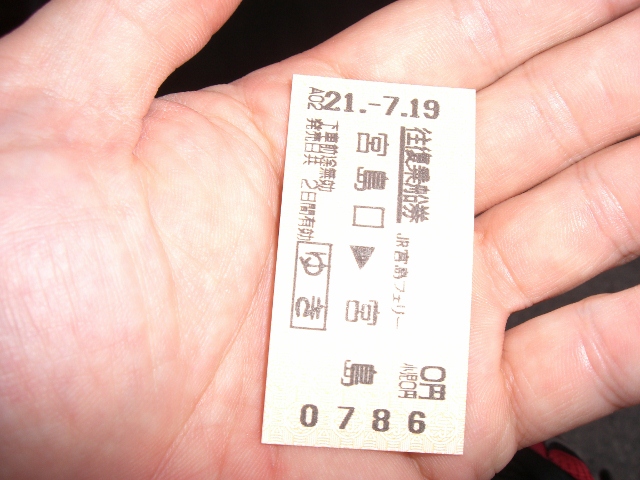 21.-7.19
A02
往復乗船券
JR宮島フェリー
宮島口▶宮島
0円
小児0円
下車前途無効
発売日共 2日間有効
ゆき
0786